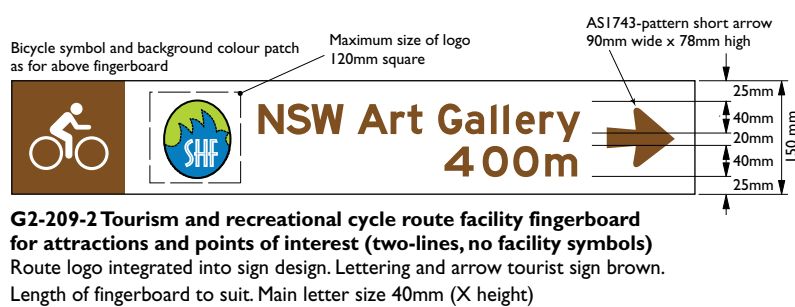 AS1743-pattern short arrow
90mm wide x 78mm high
Maximum size of logo
120mm square
Bicycle symbol and background colour patch
as for above fingerboard
SHF
NSW Art Gallery
400m
25mm
40mm
20mm
40mm
25mm
150 mm
G2-209-2 Tourism and recreational cycle route facility fingerboard
for attractions and points of interest (two-lines, no facility symbols)
Route logo integrated into sign design. Lettering and arrow tourist sign brown.
Length of fingerboard to suit. Main letter size 40mm (X height)